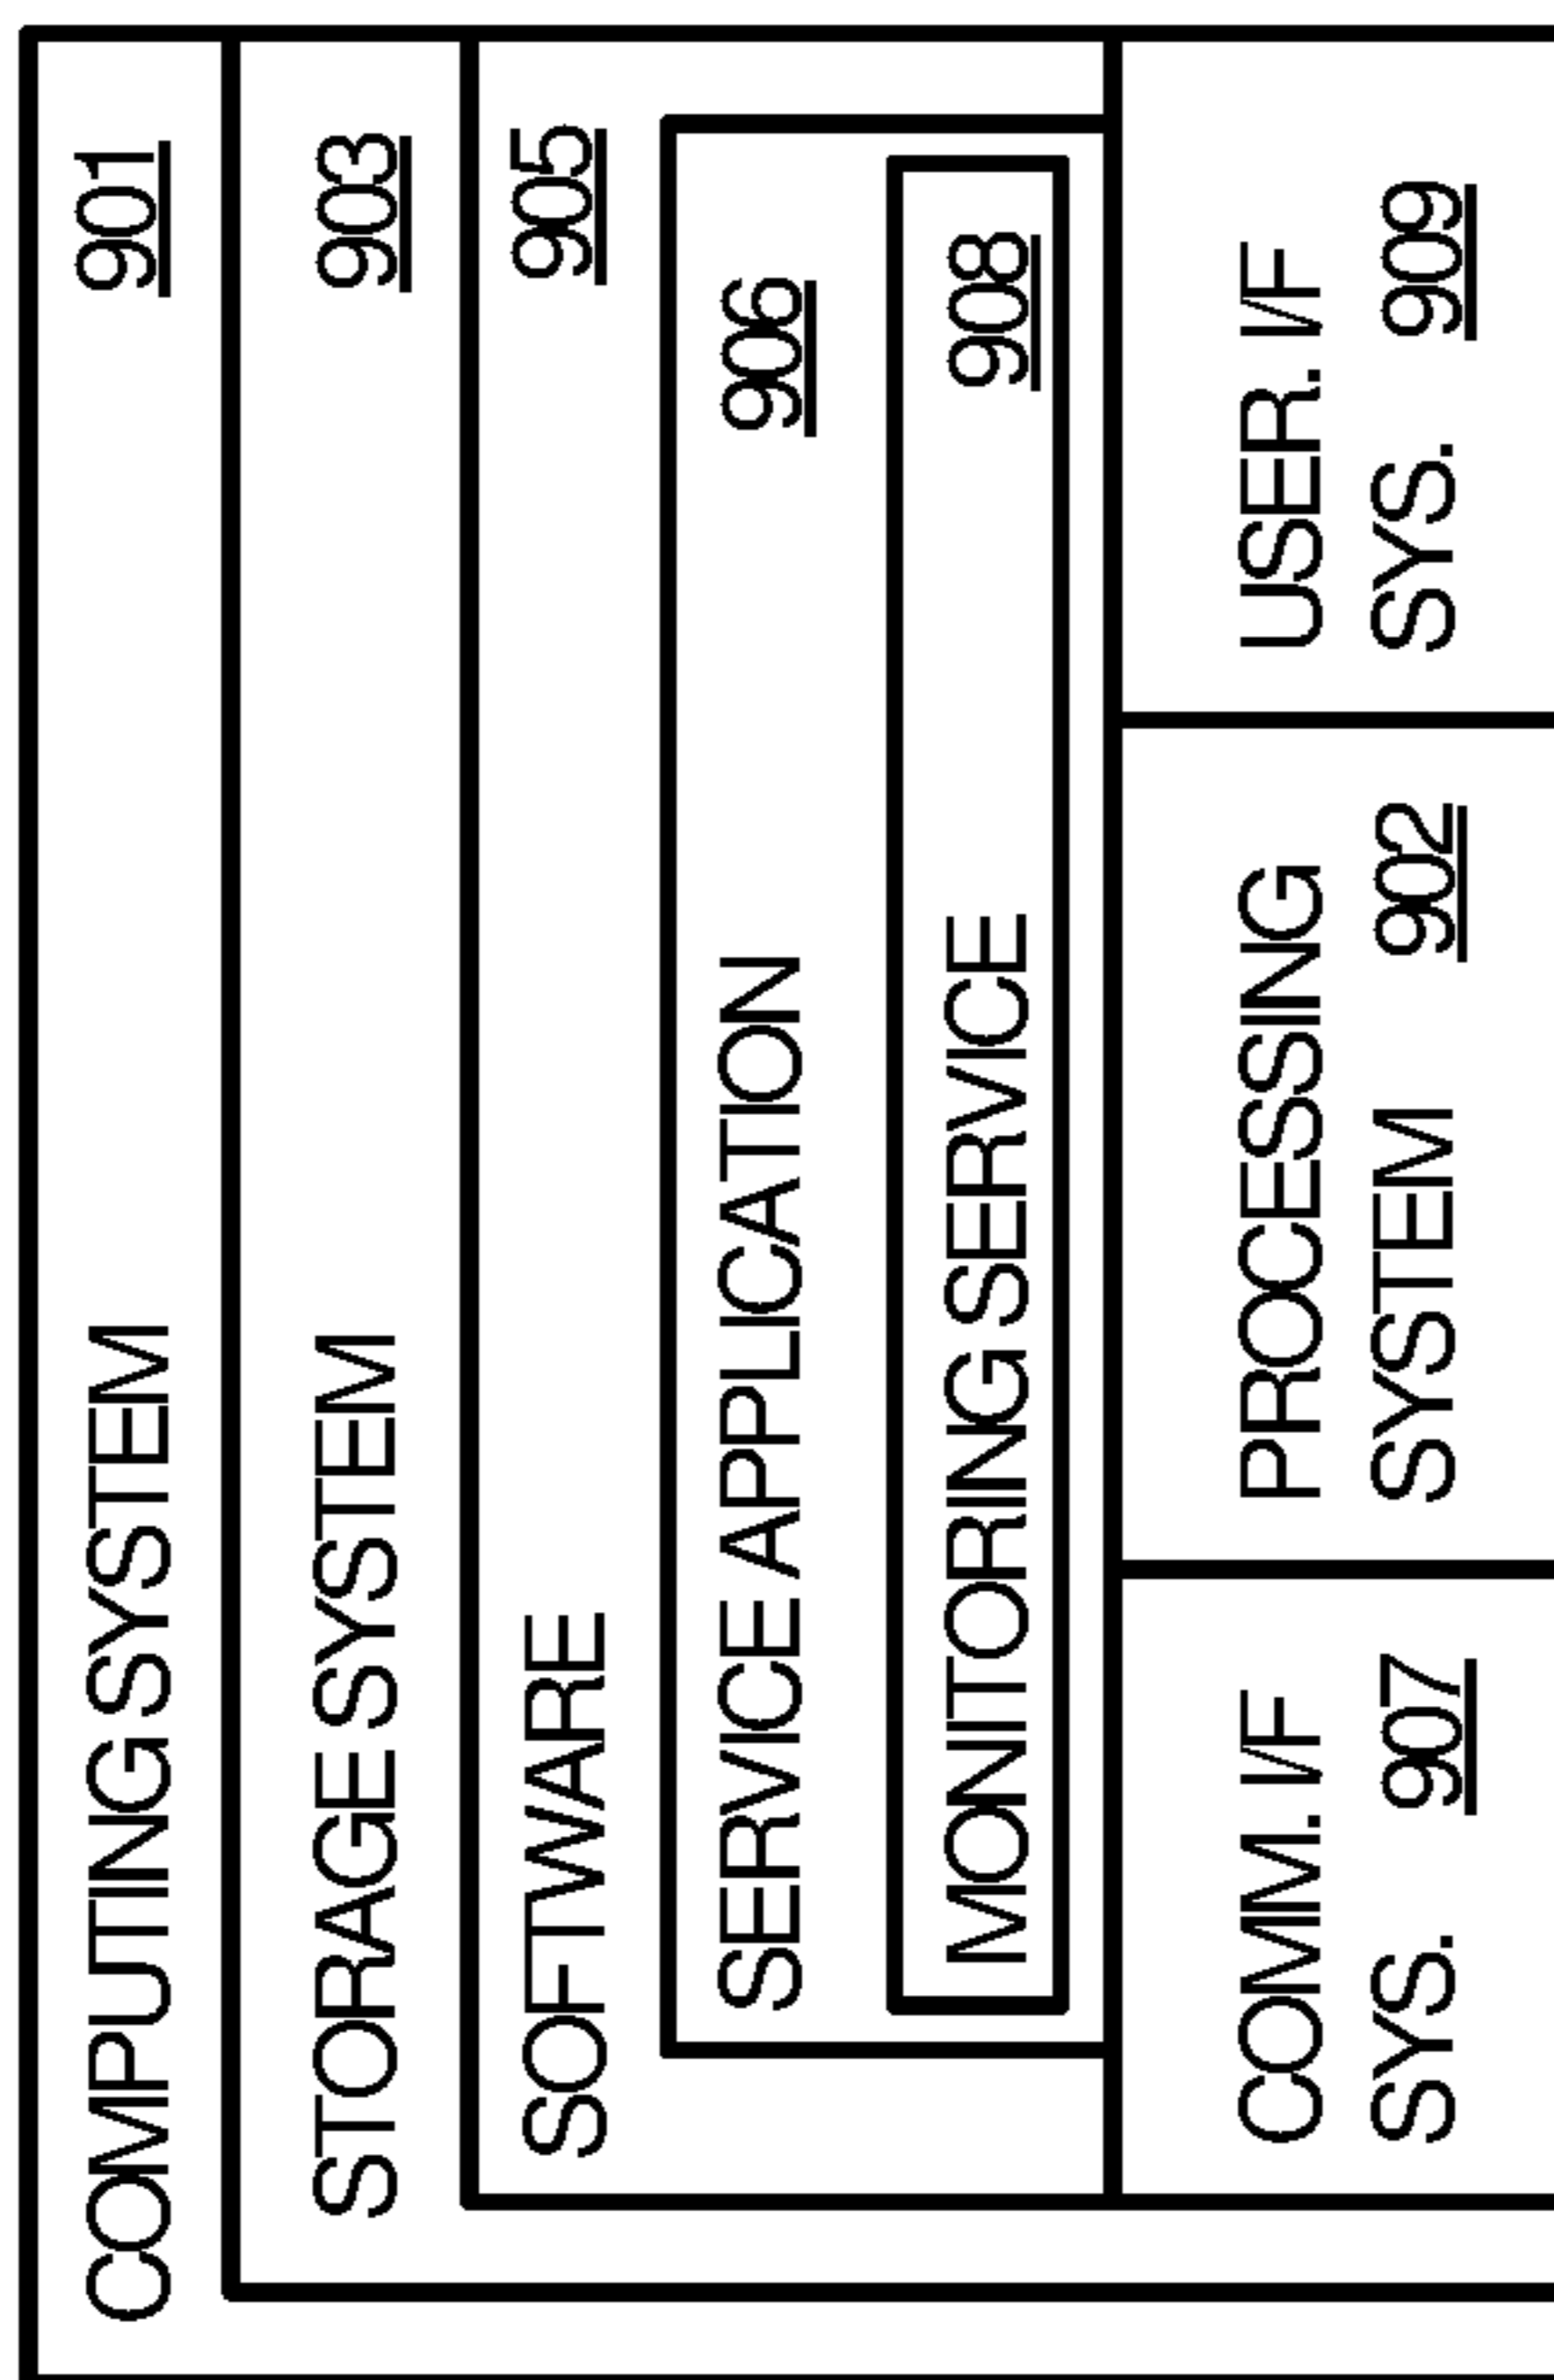 COMPUTING SYSTEM 901
STORAGE SYSTEM 903
SOFTWARE 905
SERVICE APPLICATION 906
MONITORING SERVICE 908
COMM. I/F
SYS. 907
PROCESSING
SYSTEM 902
USER. I/F
SYS. 909